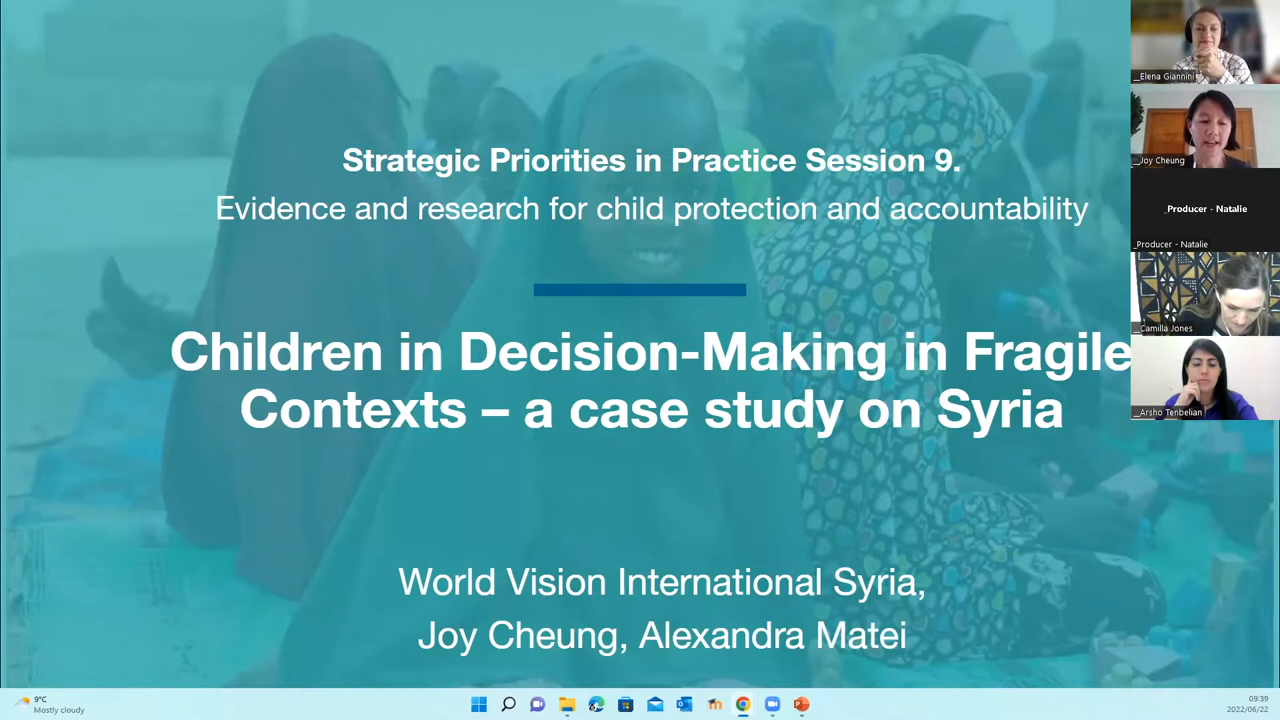 Strategic Priorities in Practice Session 9.
Evidence and research for child protection and accountability
Children in Decision-Making in Fragile
Contexts – a case study on Syria
World Vision International Syria,
Joy Cheung, Alexandra Matei
_Elena Giannini
_Joy Cheung
_Producer - Natalie
_Producer - Natalie
_Camilla Jones
_Arsho Tenbelian
9°C
Mostly cloudy
09:39
2022/06/22